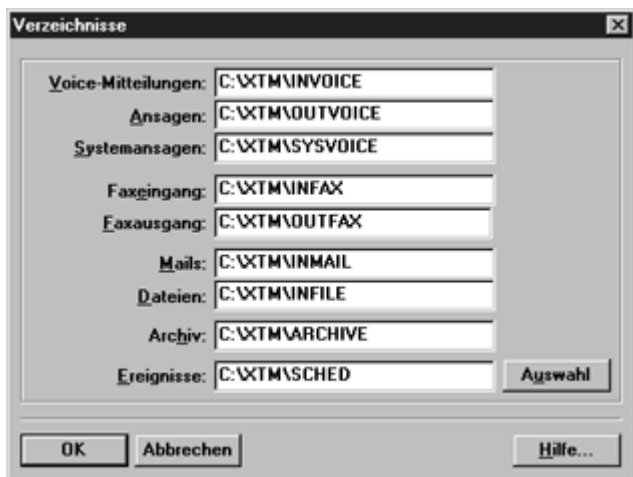 Verzeichnisse
Voice-Mitteilungen: C:\XTM\INVOICE
Ansagen: C:\XTM\OUTVOICE
Systemansagen: C:\XTM\SYSVOICE
Faxeingang: C:\XTM\INFAX
Faxausgang: C:\XTM\OUTFAX
Mails: C:\XTM\INMAIL
Dateien: C:\XTM\INFILE
Archiv: C:\XTM\ARCHIVE
Ereignisse: C:\XTM\SCHED Auswahl
OK Abbrechen Hilfe...